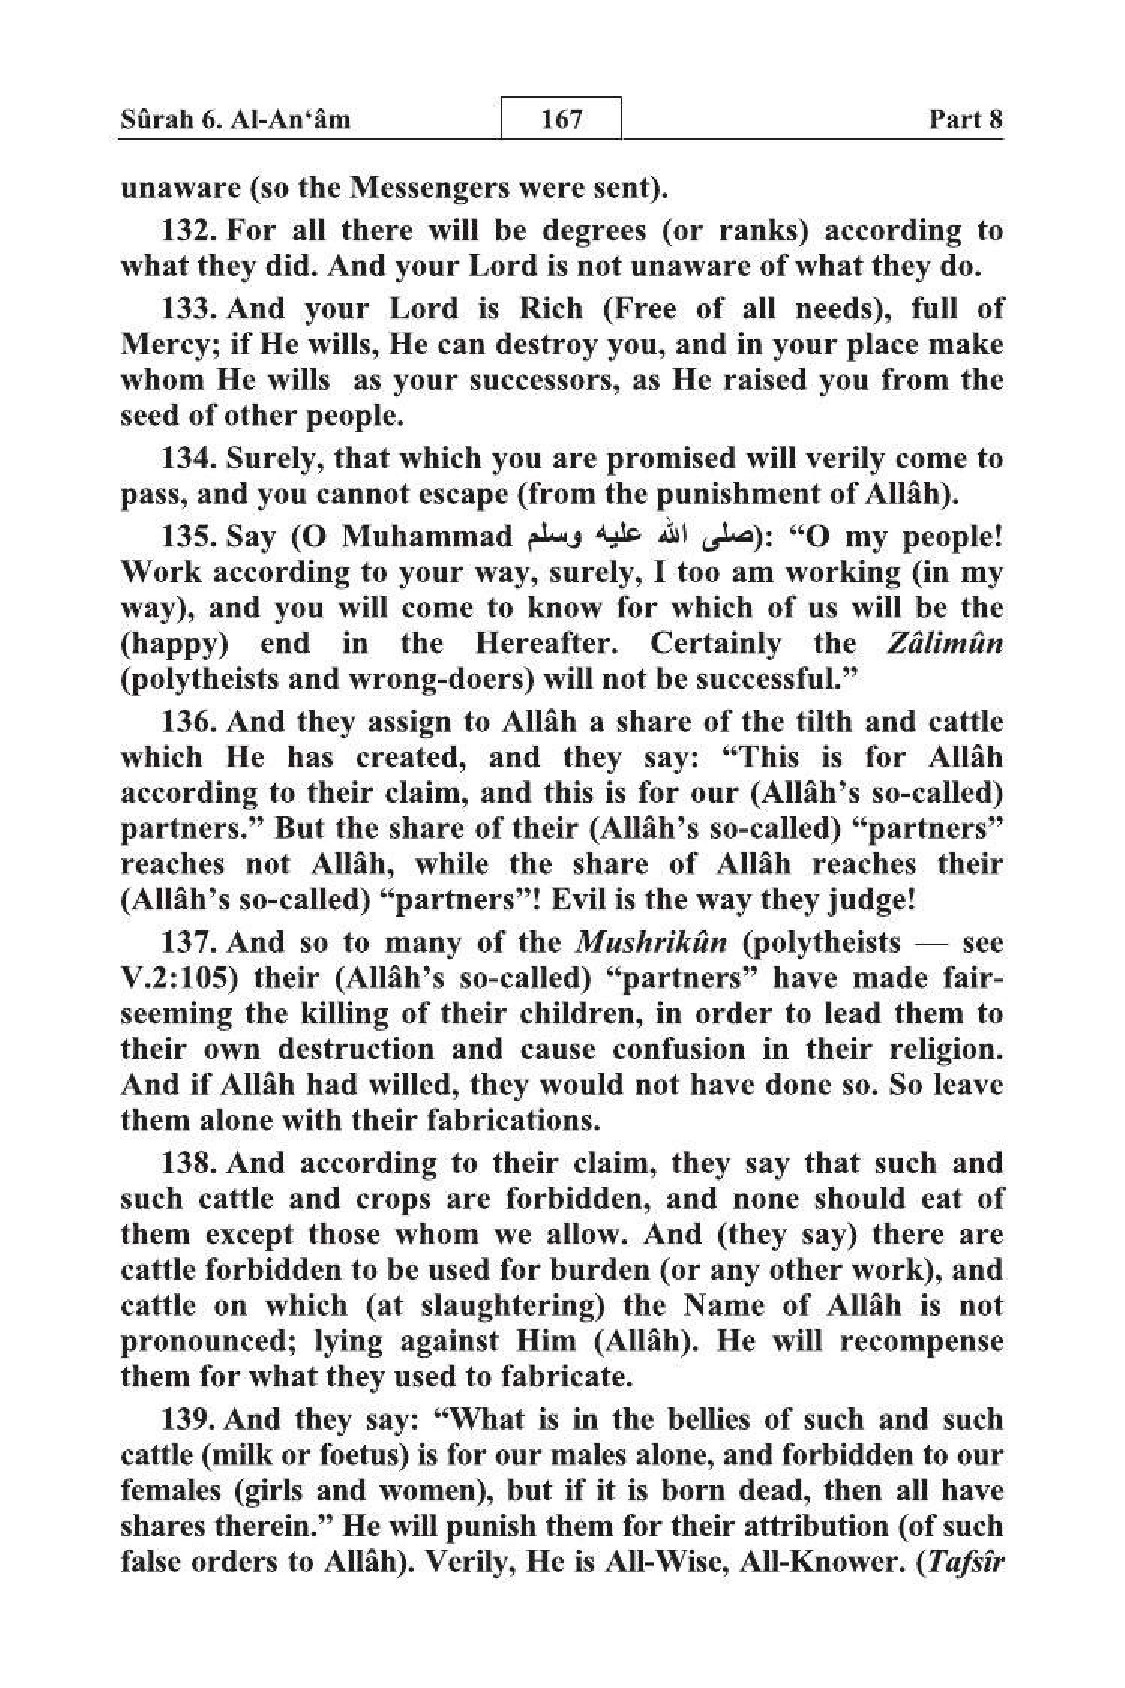 Sûrah 6. Al-An‘âm 167 Part 8
unaware (so the Messengers were sent).
132. For all there will be degrees (or ranks) according to
what they did. And your Lord is not unaware of what they do.
133. And your Lord is Rich (Free of all needs), full of
Mercy; if He wills, He can destroy you, and in your place make
whom He wills as your successors, as He raised you from the
seed of other people.
134. Surely, that which you are promised will verily come to
pass, and you cannot escape (from the punishment of Allâh).
135. Say (O Muhammad صلى الله عليه وسلم): “O my people!
Work according to your way, surely, I too am working (in my
way), and you will come to know for which of us will be the
(happy) end in the Hereafter. Certainly the Zâlimûn
(polytheists and wrong-doers) will not be successful.”
136. And they assign to Allâh a share of the tilth and cattle
which He has created, and they say: “This is for Allâh
according to their claim, and this is for our (Allâh’s so-called)
partners.” But the share of their (Allâh’s so-called) “partners”
reaches not Allâh, while the share of Allâh reaches their
(Allâh’s so-called) “partners”! Evil is the way they judge!
137. And so to many of the Mushrikûn (polytheists — see
V.2:105) their (Allâh’s so-called) “partners” have made fair-
seeming the killing of their children, in order to lead them to
their own destruction and cause confusion in their religion.
And if Allâh had willed, they would not have done so. So leave
them alone with their fabrications.
138. And according to their claim, they say that such and
such cattle and crops are forbidden, and none should eat of
them except those whom we allow. And (they say) there are
cattle forbidden to be used for burden (or any other work), and
cattle on which (at slaughtering) the Name of Allâh is not
pronounced; lying against Him (Allâh). He will recompense
them for what they used to fabricate.
139. And they say: “What is in the bellies of such and such
cattle (milk or foetus) is for our males alone, and forbidden to our
females (girls and women), but if it is born dead, then all have
shares therein.” He will punish them for their attribution (of such
false orders to Allâh). Verily, He is All-Wise, All-Knower. (Tafsîr